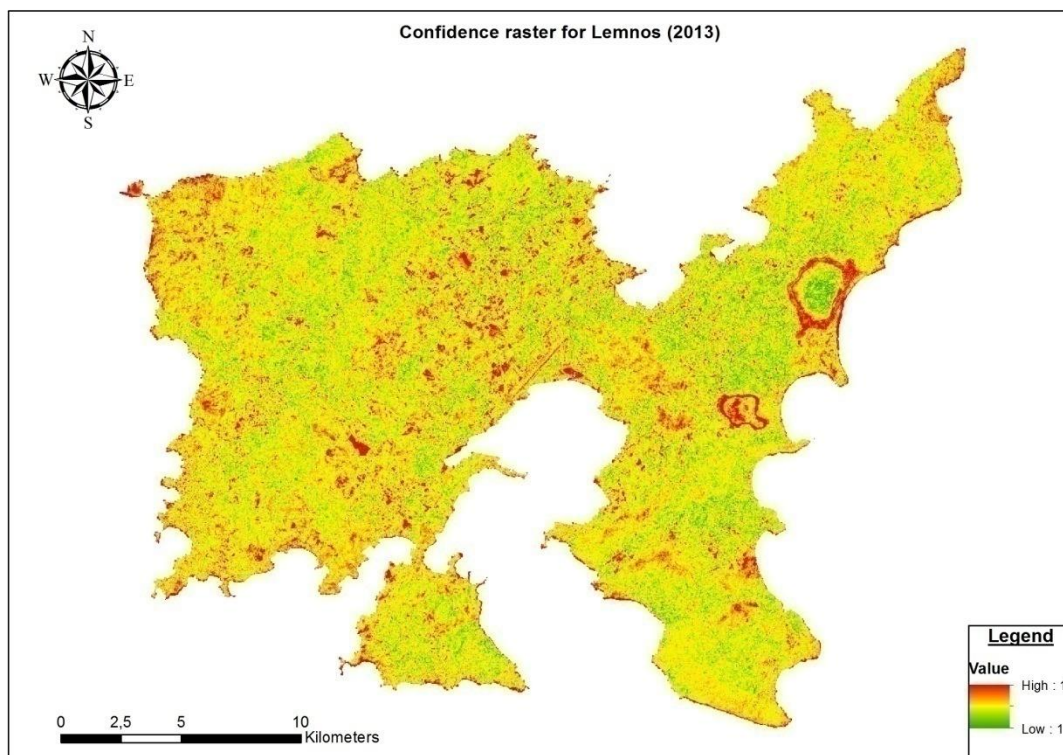 Confidence raster for Lemnos (2013)
N
W E
S
Legend
Value
High : 1
Low : 1
0 2,5 5 10
Kilometers